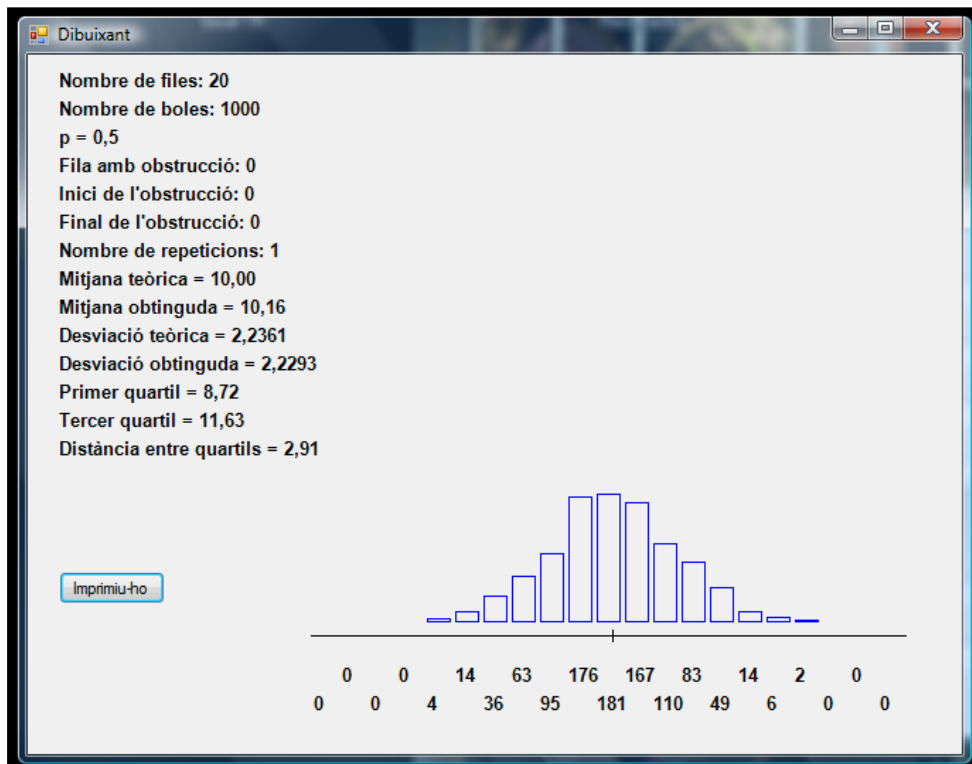 Dibuixant
Nombre de files: 20
Nombre de boles: 1000
p = 0,5
Fila amb obstrucció: 0
Inici de l'obstrucció: 0
Final de l'obstrucció: 0
Nombre de repeticions: 1
Mitjana teòrica = 10,00
Mitjana obtinguda = 10,16
Desviació teòrica = 2,2361
Desviació obtinguda = 2,2293
Primer quartil = 8,72
Tercer quartil = 11,63
Distància entre quartils = 2,91
Imprimiu-ho
0 0 14 63 176 167 83 14 2 0
0 0 4 36 95 181 110 49 6 0 0